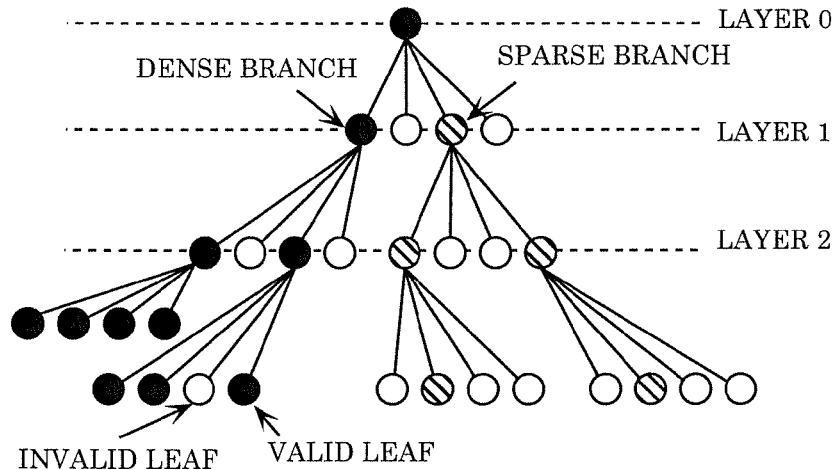 LAYER 0
DENSE BRANCH
SPARSE BRANCH
LAYER 1
LAYER 2
INVALID LEAF
VALID LEAF